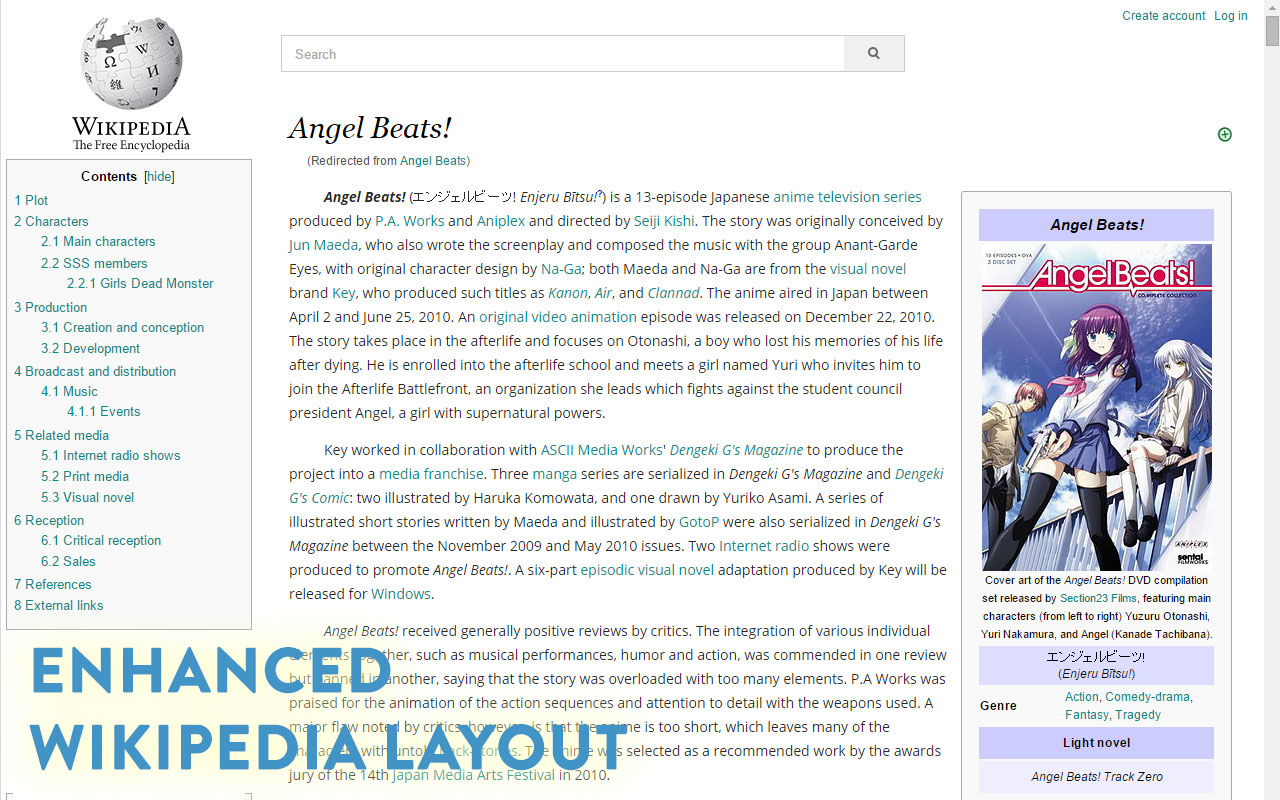 Create account Log in
Search
WIKIPEDIA
The Free Encyclopedia
Contents [hide]
1 Plot
2 Characters
2.1 Main characters
2.2 SSS members
2.2.1 Girls Dead Monster
3 Production
3.1 Creation and conception
3.2 Development
4 Broadcast and distribution
4.1 Music
4.1.1 Events
5 Related media
5.1 Internet radio shows
5.2 Print media
5.3 Visual novel
6 Reception
6.1 Critical reception
6.2 Sales
7 References
8 External links
Angel Beats!
(Redirected from Angel Beats)
Angel Beats! (エンジェルビーツ! Enjeru Bītsu!?) is a 13-episode Japanese anime television series
produced by P.A. Works and Aniplex and directed by Seiji Kishi. The story was originally conceived by
Jun Maeda, who also wrote the screenplay and composed the music with the group Anant-Garde
Eyes, with original character design by Na-Ga; both Maeda and Na-Ga are from the visual novel
brand Key, who produced such titles as Kanon, Air, and Clannad. The anime aired in Japan between
April 2 and June 25, 2010. An original video animation episode was released on December 22, 2010.
The story takes place in the afterlife and focuses on Otonashi, a boy who lost his memories of his life
after dying. He is enrolled into the afterlife school and meets a girl named Yuri who invites him to
join the Afterlife Battlefront, an organization she leads which fights against the student council
president Angel, a girl with supernatural powers.
Key worked in collaboration with ASCII Media Works' Dengeki G's Magazine to produce the
project into a media franchise. Three manga series are serialized in Dengeki G's Magazine and Dengeki
G's Comic: two illustrated by Haruka Komowata, and one drawn by Yuriko Asami. A series of
illustrated short stories written by Maeda and illustrated by GotoP were also serialized in Dengeki G's
Magazine between the November 2009 and May 2010 issues. Two Internet radio shows were
produced to promote Angel Beats!. A six-part episodic visual novel adaptation produced by Key will be
released for Windows.
Angel Beats! received generally positive reviews by critics. The integration of various individual
elements together, such as musical performances, humor and action, was commended in one review
but panned in another, saying that the story was overloaded with too many elements. P.A Works was
praised for the animation of the action sequences and attention to detail with the weapons used. A
major flaw noted by critics, however, is that the anime is too short, which leaves many of the
characters with untold back-stories. The anime was selected as a recommended work by the awards
jury of the 14th Japan Media Arts Festival in 2010.
Angel Beats!
13 EPISODES + OVA
3 DISC SET
Angel Beats!
COMPLETE COLLECTION
ANIPLEX
sentai
FILMWORKS
Cover art of the Angel Beats! DVD compilation
set released by Section23 Films, featuring main
characters (from left to right) Yuzuru Otonashi,
Yuri Nakamura, and Angel (Kanade Tachibana).
エンジェルビーツ!
(Enjeru Bītsu!)
Genre Action, Comedy-drama,
Fantasy, Tragedy
Light novel
Angel Beats! Track Zero
ENHANCED
WIKIPEDIA LAYOUT